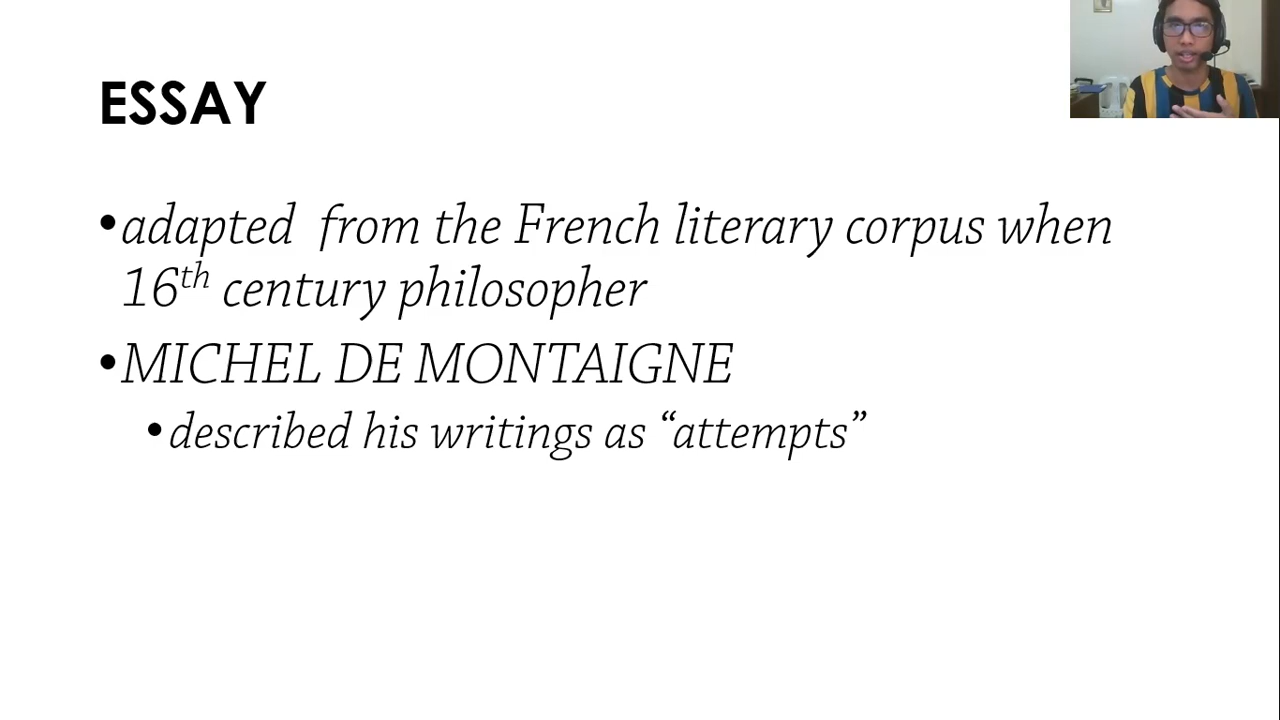 ESSAY
•adapted  from the French literary corpus when
16th century philosopher
•MICHEL DE MONTAIGNE
•described his writings as “attempts”